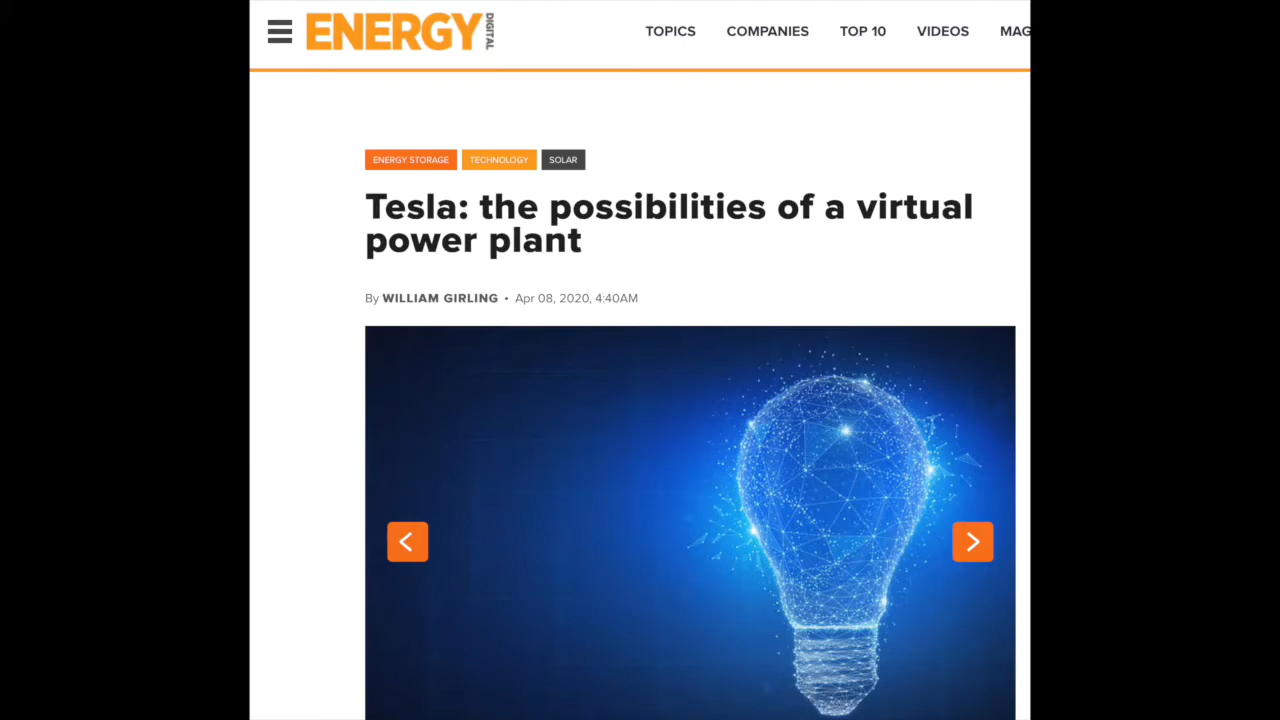 ENERGY DIGITAL
TOPICS COMPANIES TOP 10 VIDEOS MAG
ENERGY STORAGE TECHNOLOGY SOLAR
Tesla: the possibilities of a virtual
power plant
By WILLIAM GIRLING • Apr 08, 2020, 4:40AM